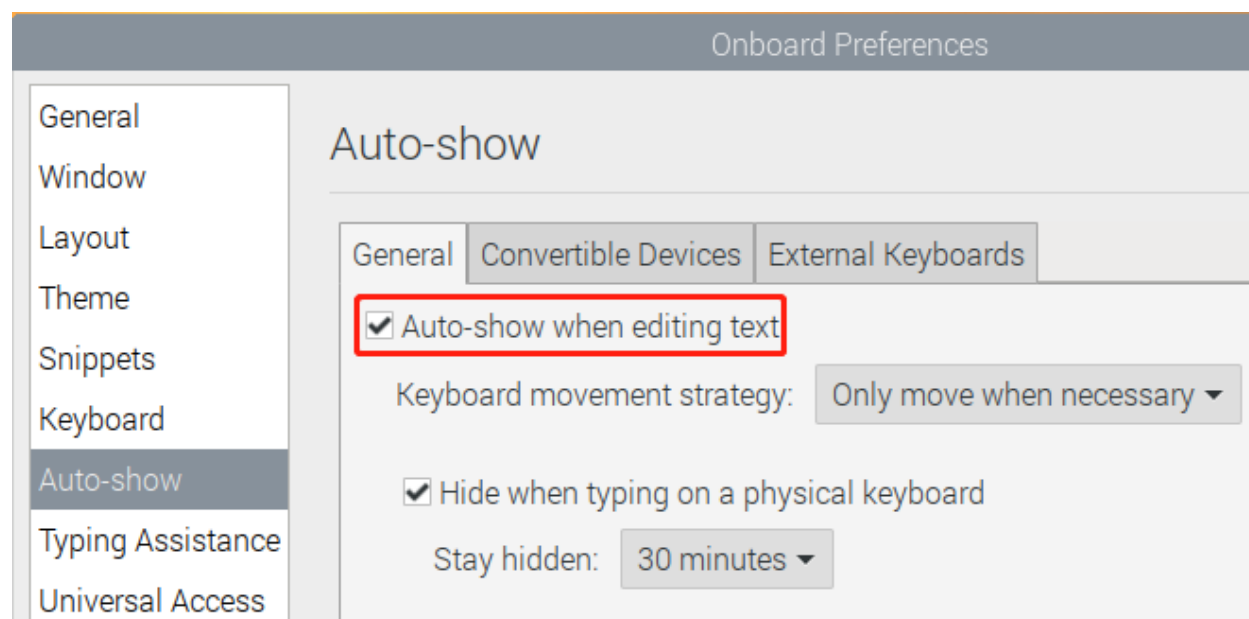 Onboard Preferences
General
Window
Layout
Theme
Snippets
Keyboard
Auto-show
Typing Assistance
Universal Access
Auto-show
General Convertible Devices External Keyboards
Auto-show when editing text
Keyboard movement strategy: Only move when necessary
Hide when typing on a physical keyboard
Stay hidden: 30 minutes